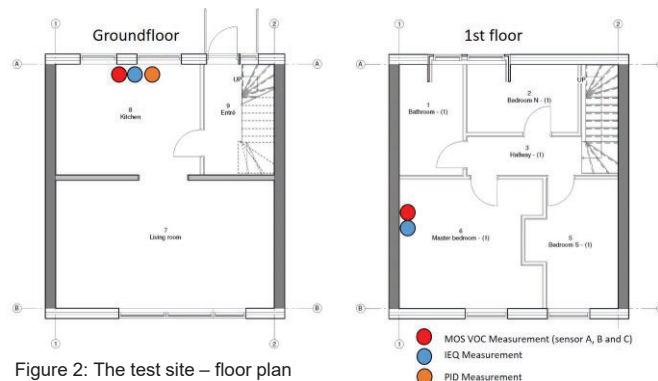 Groundfloor
1st floor
1
2
1
2
A
A
A
A
UP
UP
8
Kitchen
9
Entré
1
Bathroom - (1)
2
Bedroom N - (1)
3
Hallway - (1)
7
Living room
6
Master bedroom - (1)
5
Bedroom S - (1)
B
B
B
B
1
2
1
2
MOS VOC Measurement (sensor A, B and C)
IEQ Measurement
PID Measurement
Figure 2: The test site – floor plan